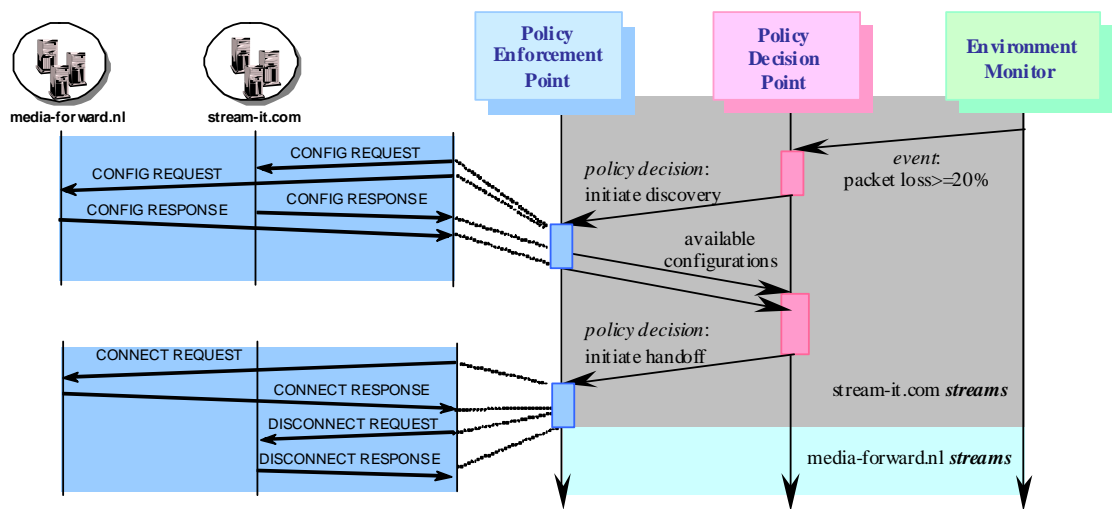 Policy
Enforcement
Point
Policy
Decision
Point
Environment
Monitor
media-forward.nl
stream-it.com
CONFIG REQUEST
CONFIG REQUEST
CONFIG RESPONSE
CONFIG RESPONSE
policy decision:
initiate discovery
event:
packet loss>=20%
available
configurations
policy decision:
initiate handoff
CONNECT REQUEST
CONNECT RESPONSE
DISCONNECT REQUEST
DISCONNECT RESPONSE
stream-it.com streams
media-forward.nl streams